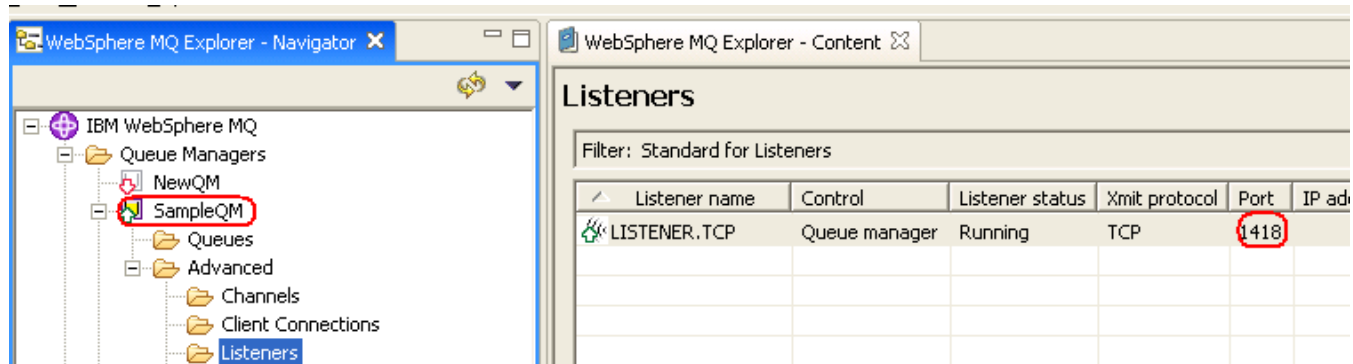 WebSphere MQ Explorer - Navigator
WebSphere MQ Explorer - Content
Listeners
IBM WebSphere MQ
Queue Managers
NewQM
SampleQM
Queues
Advanced
Channels
Client Connections
Listeners
Filter: Standard for Listeners
Listener name Control Listener status Xmit protocol Port IP
LISTENER.TCP Queue manager Running TCP 1418